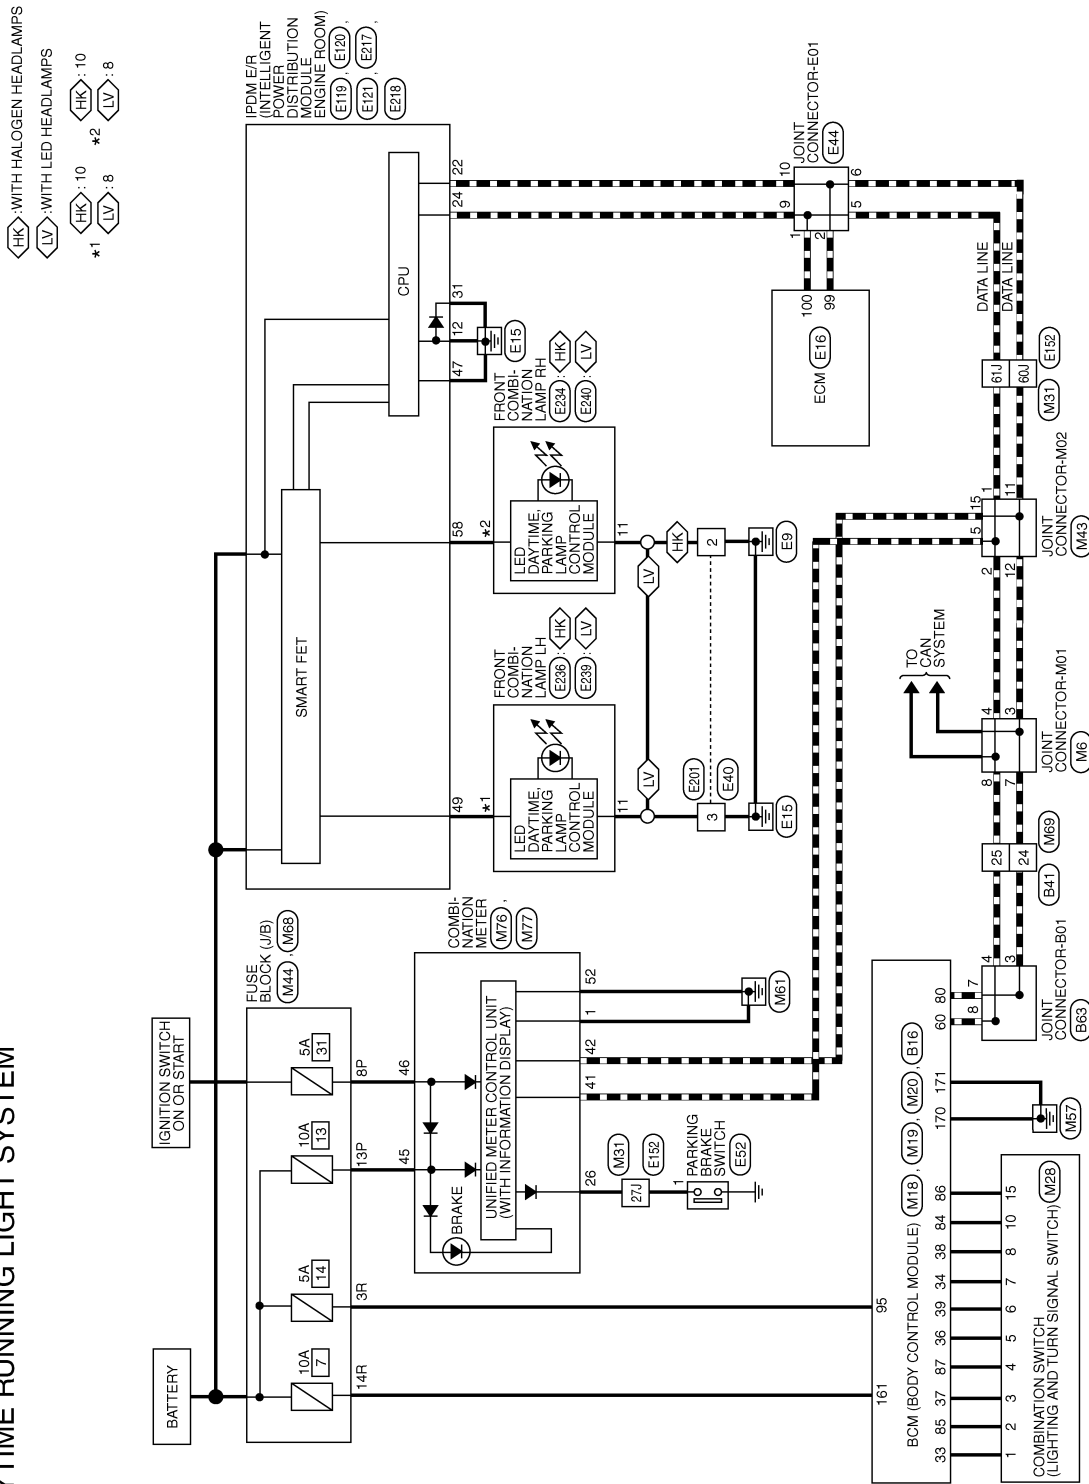 YTIME RUNNING LIGHT SYSTEM
HK :WITH HALOGEN HEADLAMPS
LV :WITH LED HEADLAMPS
*1 HK : 10
LV : 8
*2 HK : 10
LV : 8
BATTERY
IGNITION SWITCH
ON OR START
FUSE
BLOCK (J/B)
M44 , M68
10A
7
5A
14
10A
13
5A
31
14R
3R
13P
8P
IPDM E/R
(INTELLIGENT
POWER
DISTRIBUTION
MODULE
ENGINE ROOM)
E119 , E120 ,
E121 , E217 ,
E218
SMART FET
CPU
49
58
47
12
31
24
22
E15
COMBI-
NATION
METER
M76 ,
M77
45
46
BRAKE
UNIFIED METER CONTROL UNIT
(WITH INFORMATION DISPLAY)
26
41
42
1
52
M61
M31
E152
27J
1
PARKING
BRAKE
SWITCH
E52
*1
LED
DAYTIME,
PARKING
LAMP
CONTROL
MODULE
FRONT
COMBI-
NATION
LAMP LH
E236 : HK
E239 : LV
11
*2
LED
DAYTIME,
PARKING
LAMP
CONTROL
MODULE
FRONT
COMBI-
NATION
LAMP RH
E234 : HK
E240 : LV
11
LV
LV
HK
3
E201
E40
2
E15
E9
ECM E16
100
99
1
2
9
10
JOINT
CONNECTOR-E01
E44
5
6
DATA LINE
DATA LINE
61J
60J
M31
E152
5
15
1
11
2
12
JOINT
CONNECTOR-M02
M43
TO
CAN
SYSTEM
4
3
8
7
JOINT
CONNECTOR-M01
M6
25
24
B41
M69
4
3
8
7
JOINT
CONNECTOR-B01
B63
161
95
BCM (BODY CONTROL MODULE) M18 , M19 , M20 , B16
33
85
37
87
36
39
34
38
84
86
170
171
60
80
M57
1
2
3
4
5
6
7
8
10
15
COMBINATION SWITCH
(LIGHTING AND TURN SIGNAL SWITCH) M28